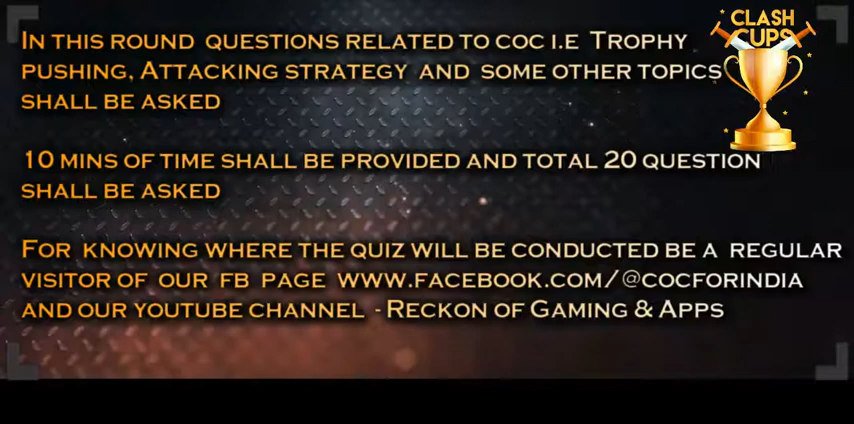 CLASH
CUPS
IN THIS ROUND QUESTIONS RELATED TO COC I.E TROPHY
PUSHING, ATTACKING STRATEGY AND SOME OTHER TOPICS
SHALL BE ASKED
10 MINS OF TIME SHALL BE PROVIDED AND TOTAL 20 QUESTION
SHALL BE ASKED
FOR KNOWING WHERE THE QUIZ WILL BE CONDUCTED BE A REGULAR
VISITOR OF OUR FB PAGE WWW.FACEBOOK.COM/@COCFORINDIA
AND OUR YOUTUBE CHANNEL - RECKON OF GAMING & APPS